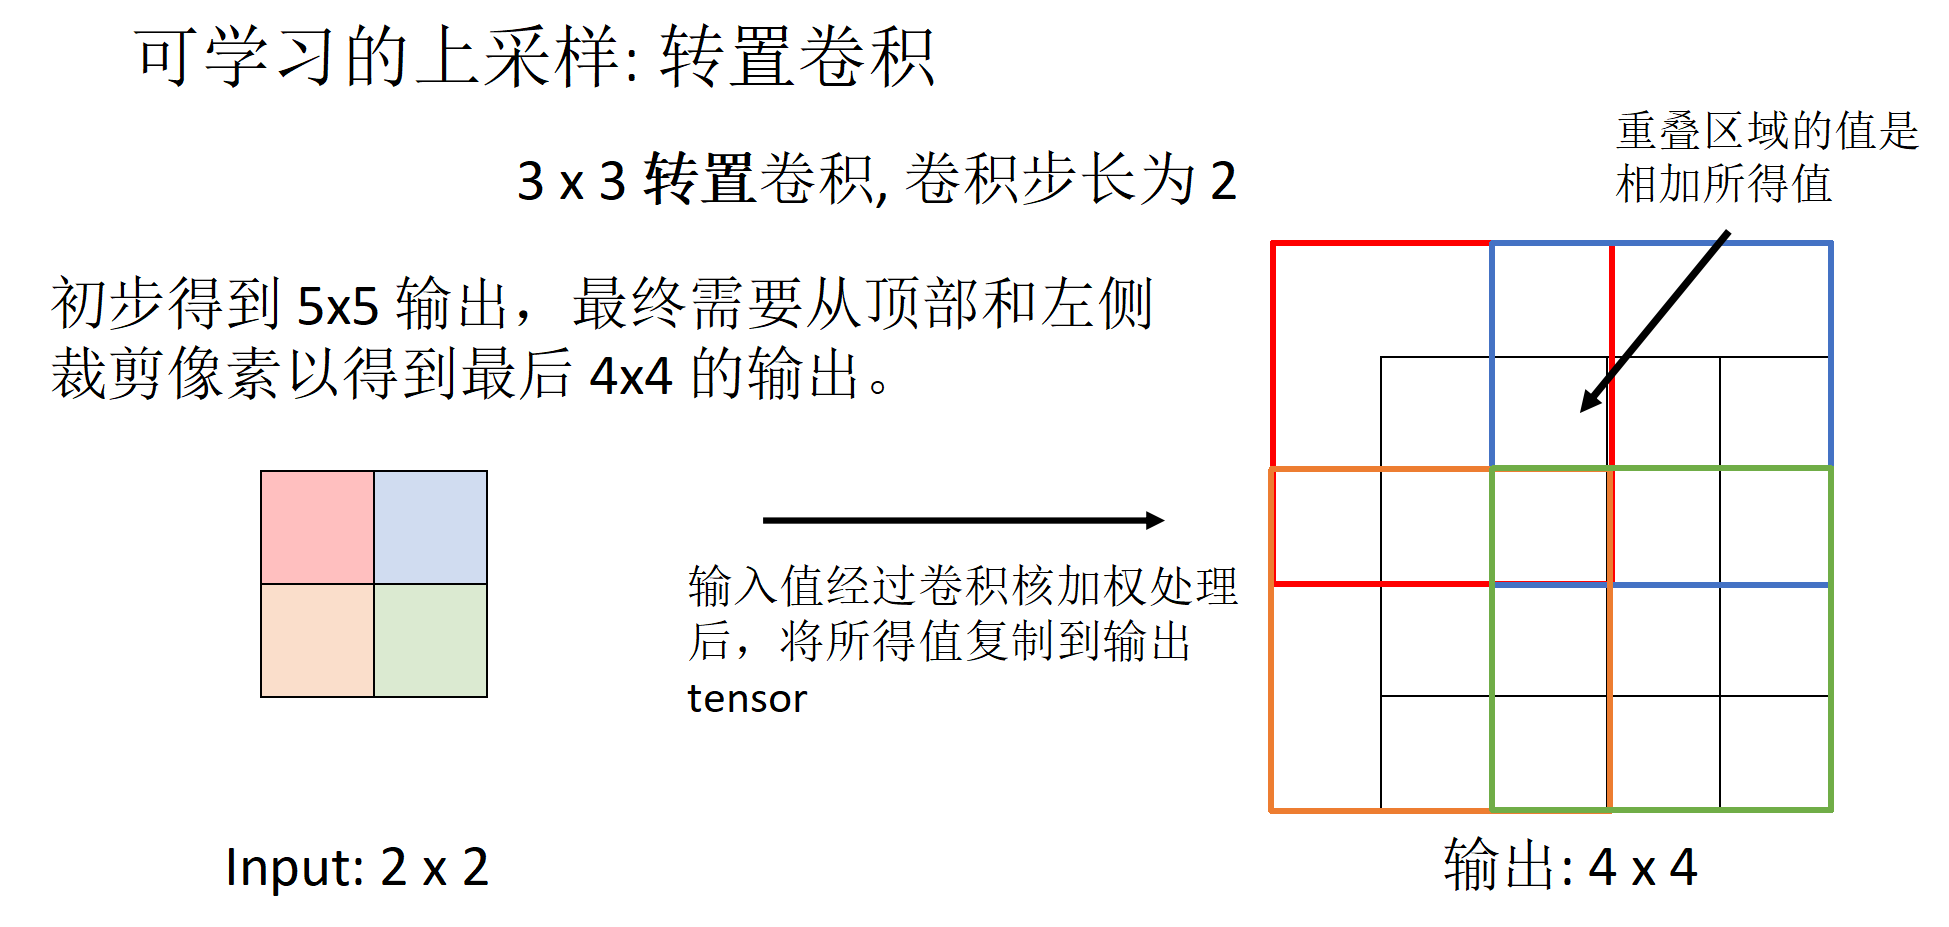 可学习的上采样: 转置卷积
3 x 3 转置卷积, 卷积步长为 2
重叠区域的值是
相加所得值
初步得到 5x5 输出，最终需要从顶部和左侧
裁剪像素以得到最后 4x4 的输出。
输入值经过卷积核加权处理
后，将所得值复制到输出
tensor
Input: 2 x 2
输出: 4 x 4